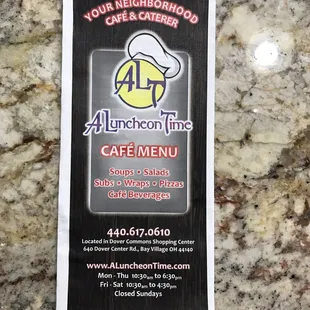 YOUR NEIGHBORHOOD
CAFÉ & CATERER
ALT
A LUNCHEON TIME
CAFÉ MENU
Soups • Salads
Subs • Wraps • Pizzas
Café Beverages
440.617.0610
Located in Dover Commons Shopping Center
640 Dover Center Rd., Bay Village OH 44140
www.ALuncheonTime.com
Mon - Thu 10:30am to 6:30pm
Fri - Sat 10:30am to 4:30pm
Closed Sundays